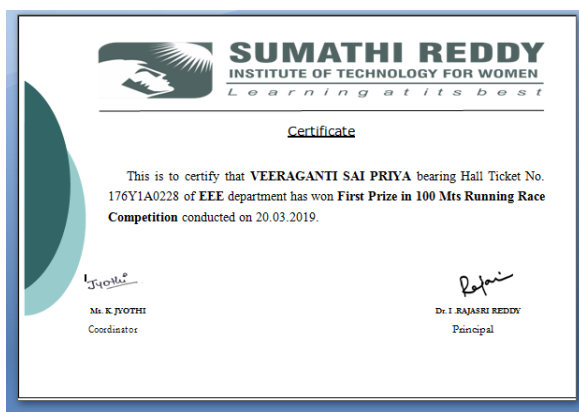 SUMATHI REDDY
INSTITUTE OF TECHNOLOGY FOR WOMEN
Learning at its best
Certificate
This is to certify that VEERAGANTI SAI PRIYA bearing Hall Ticket No.
176Y1A0228 of EEE department has won First Prize in 100 Mts Running Race
Competition conducted on 20.03.2019.
Jyothi
Rajasri
Ms. K. JYOTHI
Dr. I .RAJASRI REDDY
Coordinator
Principal